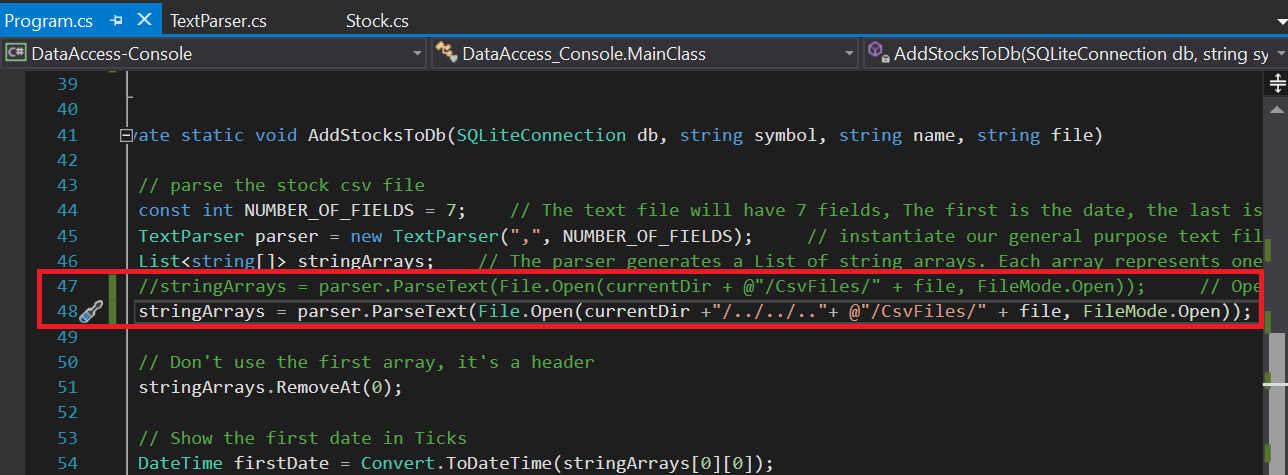 Program.cs TextParser.cs Stock.cs
C# DataAccess-Console DataAccess_Console.MainClass AddStocksToDb(SQLiteConnection db, string sy
39
40
41 vate static void AddStocksToDb(SQLiteConnection db, string symbol, string name, string file)
42
43 // parse the stock csv file
44 const int NUMBER_OF_FIELDS = 7; // The text file will have 7 fields, The first is the date, the last is
45 TextParser parser = new TextParser(",", NUMBER_OF_FIELDS); // instantiate our general purpose text fil
46 List<string[]> stringArrays; // The parser generates a List of string arrays. Each array represents one
47 //stringArrays = parser.ParseText(File.Open(currentDir + @"/CsvFiles/" + file, FileMode.Open)); // Ope
48 stringArrays = parser.ParseText(File.Open(currentDir +"/../../.."+ @"/CsvFiles/" + file, FileMode.Open));
49
50 // Don't use the first array, it's a header
51 stringArrays.RemoveAt(0);
52
53 // Show the first date in Ticks
54 DateTime firstDate = Convert.ToDateTime(stringArrays[0][0]);